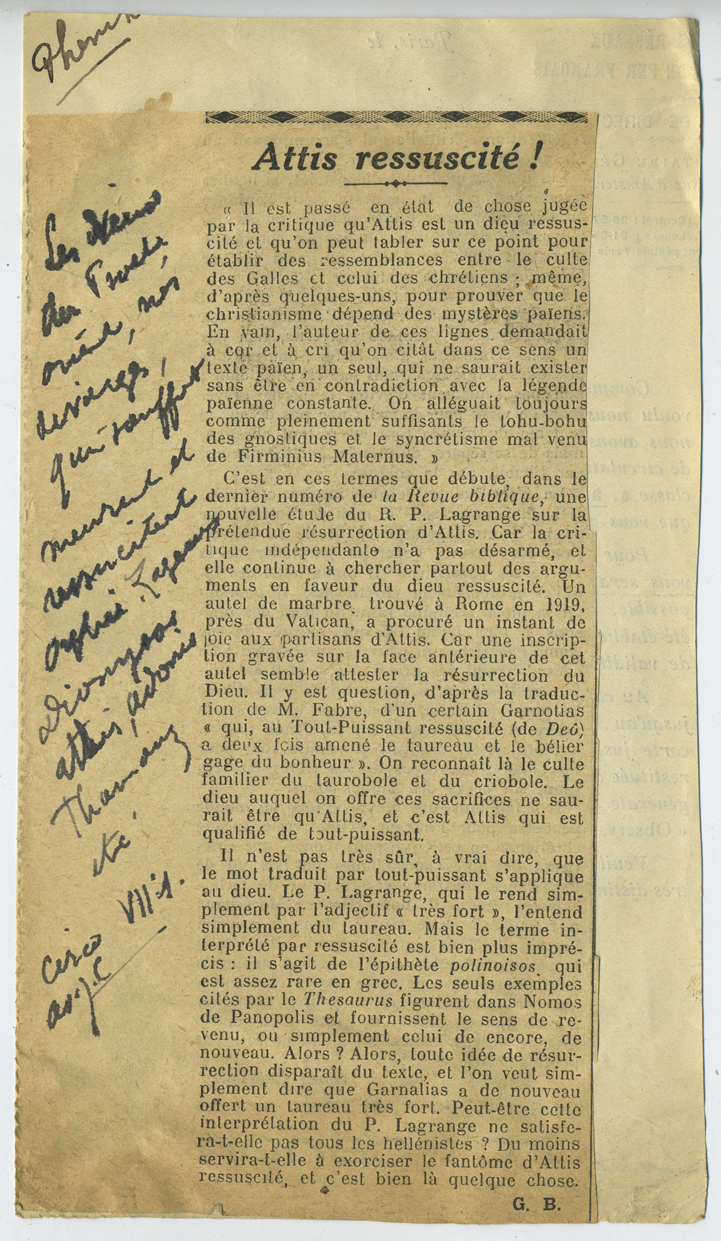 Attis ressuscité !
« Il est passé en état de chose jugée
par la critique qu'Attis est un dieu ressus-
cité et qu'on peut tabler sur ce point pour
établir des ressemblances entre le culte
des Galles et celui des chrétiens ; même,
d'après quelques-uns, pour prouver que le
christianisme dépend des mystères païens.
En vain, l'auteur de ces lignes demandait
à cor et à cri qu'on citât dans ce sens un
texte païen, un seul, qui ne saurait exister
sans être en contradiction avec la légende
païenne constante. On alléguait toujours
comme pleinement suffisants le tohu-bohu
des gnostiques et le syncrétisme mal venu
de Firminius Maternus. »
C'est en ces termes que débute, dans le
dernier numéro de la Revue biblique, une
nouvelle étude du R. P. Lagrange sur la
prétendue résurrection d'Attis. Car la cri-
tique indépendante n'a pas désarmé, et
elle continue à chercher partout des argu-
ments en faveur du dieu ressuscité. Un
autel de marbre, trouvé à Rome en 1919,
près du Vatican, a procuré un instant de
joie aux partisans d'Attis. Car une inscrip-
tion gravée sur la face antérieure de cet
autel semble attester la résurrection du
Dieu. Il y est question, d'après la traduc-
tion de M. Fabre, d'un certain Garnotias
« qui, au Tout-Puissant ressuscité (de Deô)
a deux fois amené le taureau et le bélier
gage du bonheur ». On reconnaît là le culte
familier du taurobole et du criobole. Le
dieu auquel on offre ces sacrifices ne sau-
rait être qu'Attis, et c'est Attis qui est
qualifié de tout-puissant.
Il n'est pas très sûr, à vrai dire, que
le mot traduit par tout-puissant s'applique
au dieu. Le P. Lagrange, qui le rend sim-
plement par l'adjectif « très fort », l'entend
simplement du taureau. Mais le terme in-
terprété par ressuscité est bien plus impré-
cis : il s'agit de l'épithète polinoisos, qui
est assez rare en grec. Les seuls exemples
cités par le Thesaurus figurent dans Nomos
de Panopolis et fournissent le sens de re-
venu, ou simplement celui de encore, de
nouveau. Alors ? Alors, toute idée de résur-
rection disparaît du texte, et l'on veut sim-
plement dire que Garnalias a de nouveau
offert un taureau très fort. Peut-être cette
interprétation du P. Lagrange ne satisfe-
ra-t-elle pas tous les hellénistes ? Du moins
servira-t-elle à exorciser le fantôme d'Attis
ressuscité, et c'est bien là quelque chose.
G. B.
Les Dieux
des
qui souffrent
meurent et
ressuscitent
Orphée, Zagreus
Dionysos
attis, adonis
Thamouz
etc.
circa VIIe s.
av. J. C